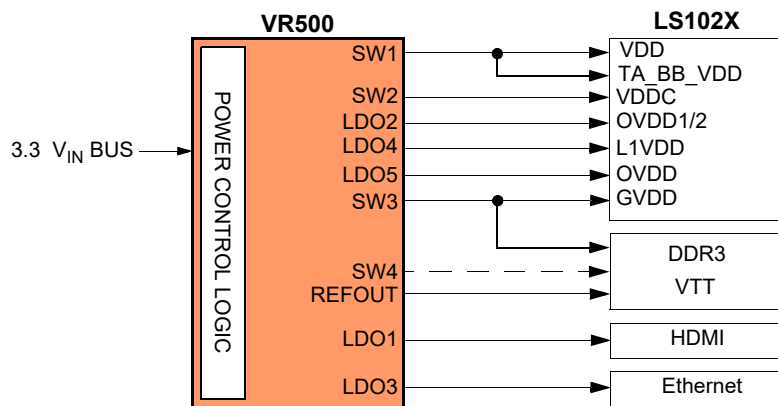 VR500
LS102X
3.3 VIN BUS
POWER CONTROL LOGIC
SW1
SW2
LDO2
LDO4
LDO5
SW3
SW4
REFOUT
LDO1
LDO3
VDD
TA_BB_VDD
VDDC
OVDD1/2
L1VDD
OVDD
GVDD
DDR3
VTT
HDMI
Ethernet